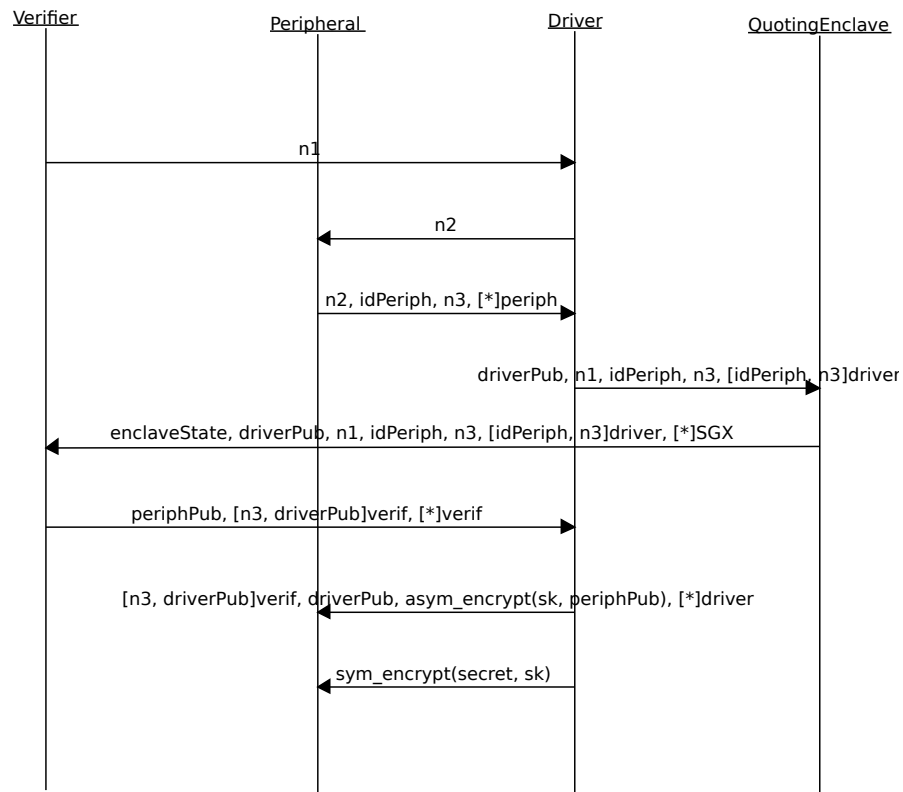 Verifier
Peripheral
Driver
QuotingEnclave
n1
n2
n2, idPeriph, n3, [*]periph
driverPub, n1, idPeriph, n3, [idPeriph, n3]driver
enclaveState, driverPub, n1, idPeriph, n3, [idPeriph, n3]driver, [*]SGX
periphPub, [n3, driverPub]verif, [*]verif
[n3, driverPub]verif, driverPub, asym_encrypt(sk, periphPub), [*]driver
sym_encrypt(secret, sk)